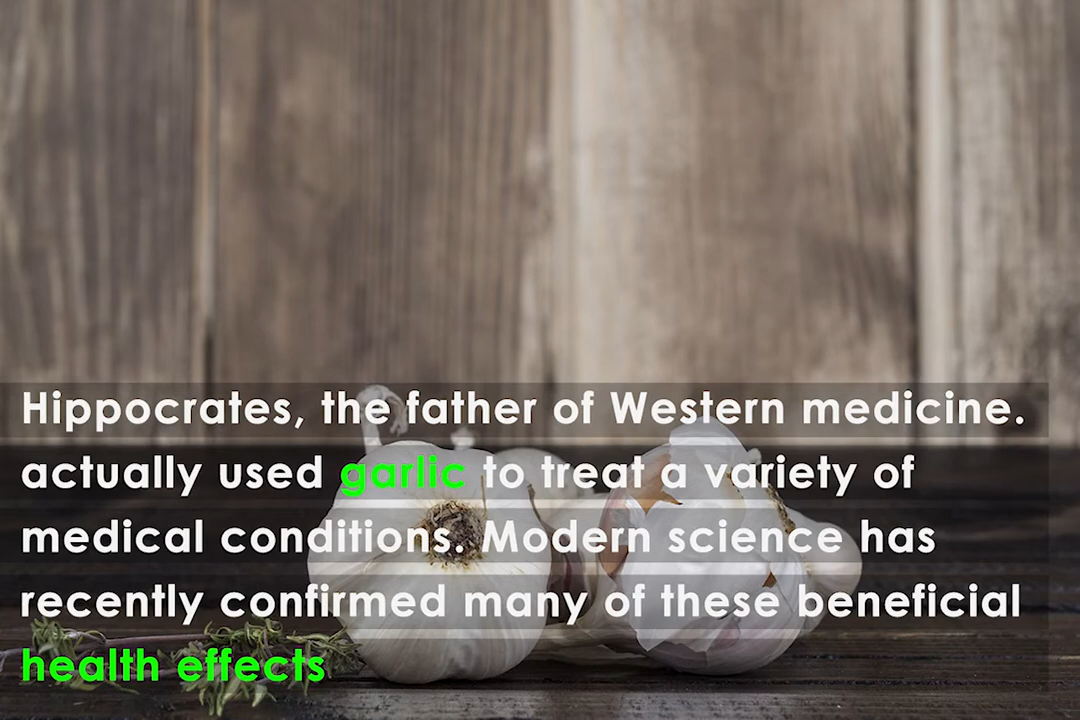 Hippocrates, the father of Western medicine.
actually used garlic to treat a variety of
medical conditions. Modern science has
recently confirmed many of these beneficial
health effects